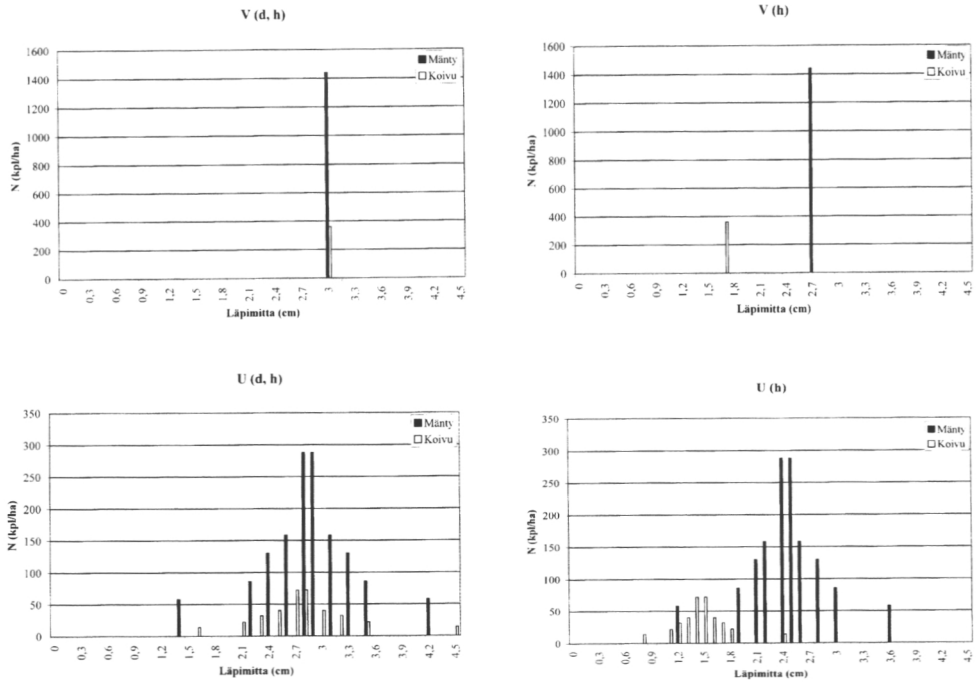 V (d, h)
1600
1400
1200
1000
800
600
400
200
0
N (kpl/ha)
Mänty
Koivu
0 0,3 0,6 0,9 1,2 1,5 1,8 2,1 2,4 2,7 3 3,3 3,6 3,9 4,2 4,5
Läpimitta (cm)
V (h)
1600
1400
1200
1000
800
600
400
200
0
N (kpl/ha)
Mänty
Koivu
0 0,3 0,6 0,9 1,2 1,5 1,8 2,1 2,4 2,7 3 3,3 3,6 3,9 4,2 4,5
Läpimitta (cm)
U (d, h)
350
300
250
200
150
100
50
0
N (kpl/ha)
Mänty
Koivu
0 0,3 0,6 0,9 1,2 1,5 1,8 2,1 2,4 2,7 3 3,3 3,6 3,9 4,2 4,5
Läpimitta (cm)
U (h)
350
300
250
200
150
100
50
0
N (kpl/ha)
Mänty
Koivu
0 0,3 0,6 0,9 1,2 1,5 1,8 2,1 2,4 2,7 3 3,3 3,6 3,9 4,2 4,5
Läpimitta (cm)